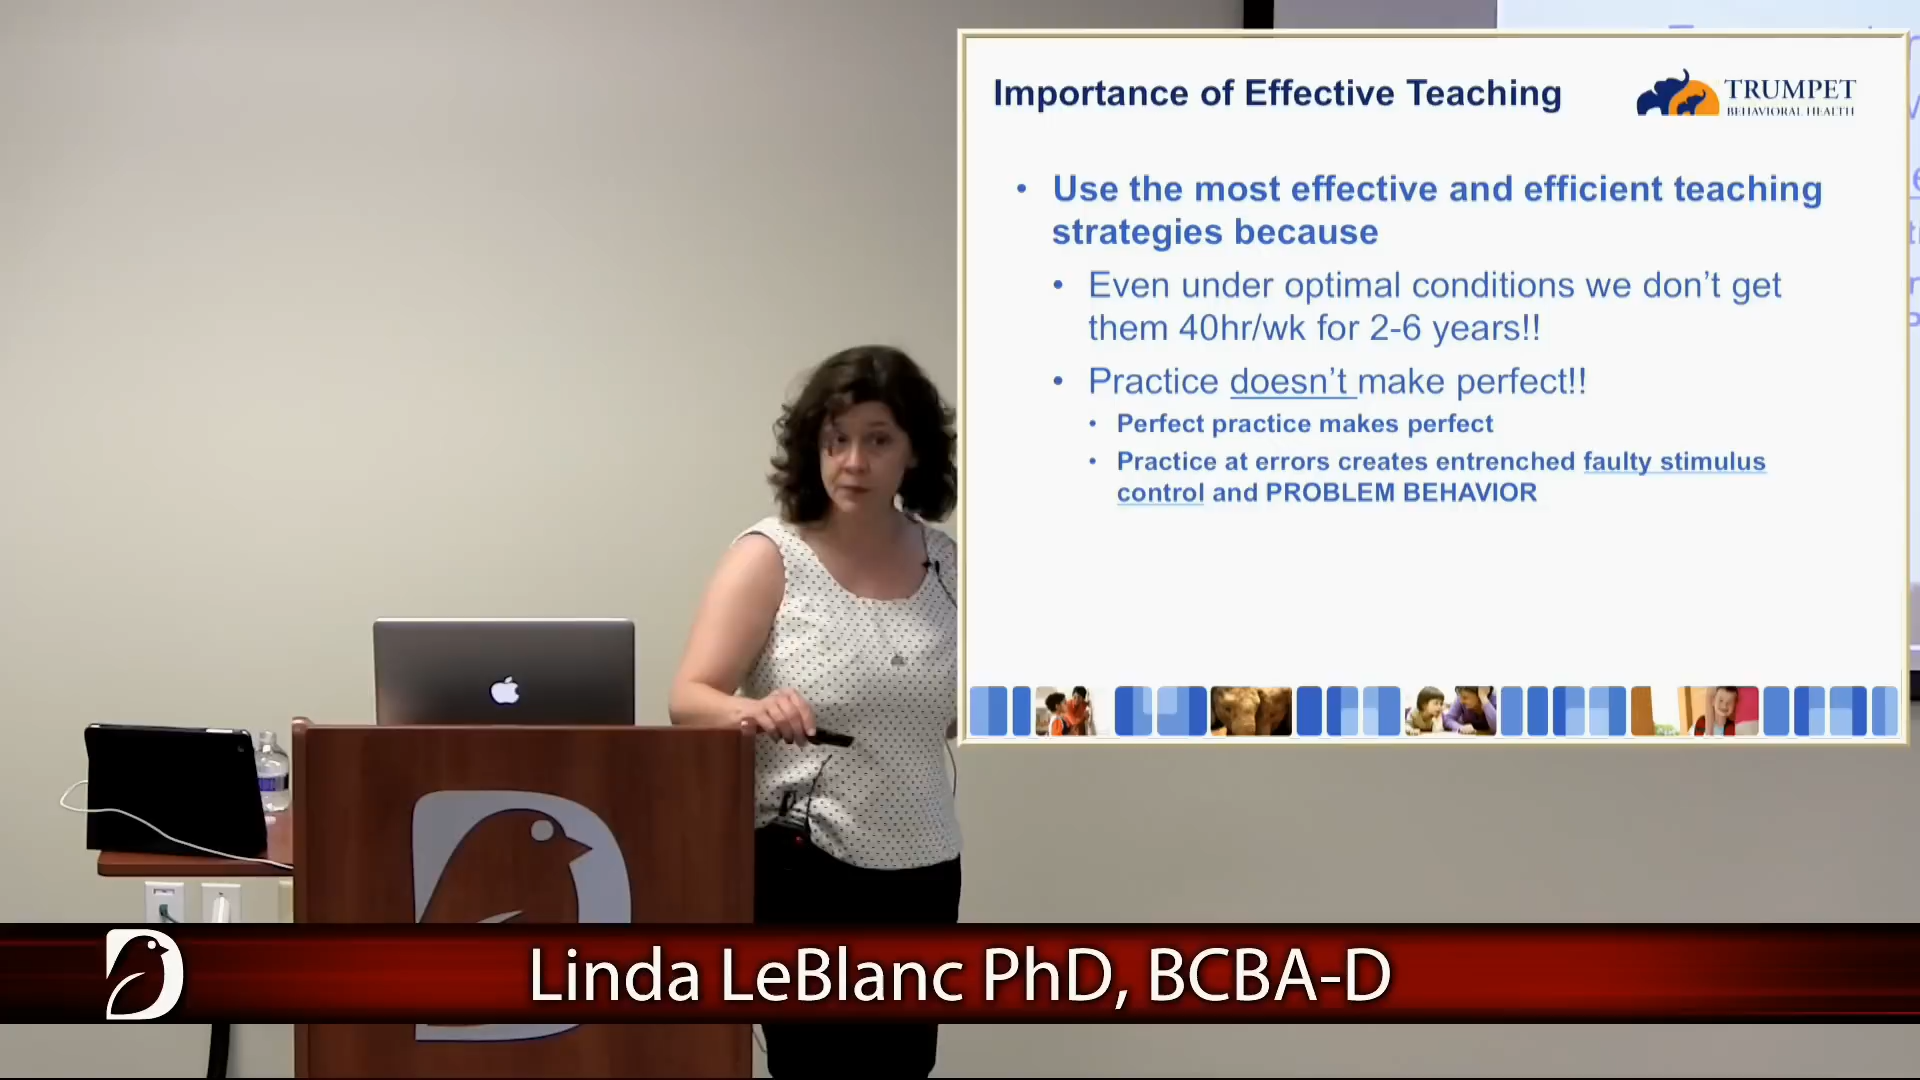 Importance of Effective Teaching
TRUMPET
BEHAVIORAL HEALTH
• Use the most effective and efficient teaching
strategies because
• Even under optimal conditions we don’t get
them 40hr/wk for 2-6 years!!
• Practice doesn’t make perfect!!
• Perfect practice makes perfect
• Practice at errors creates entrenched faulty stimulus
control and PROBLEM BEHAVIOR
Linda LeBlanc PhD, BCBA-D